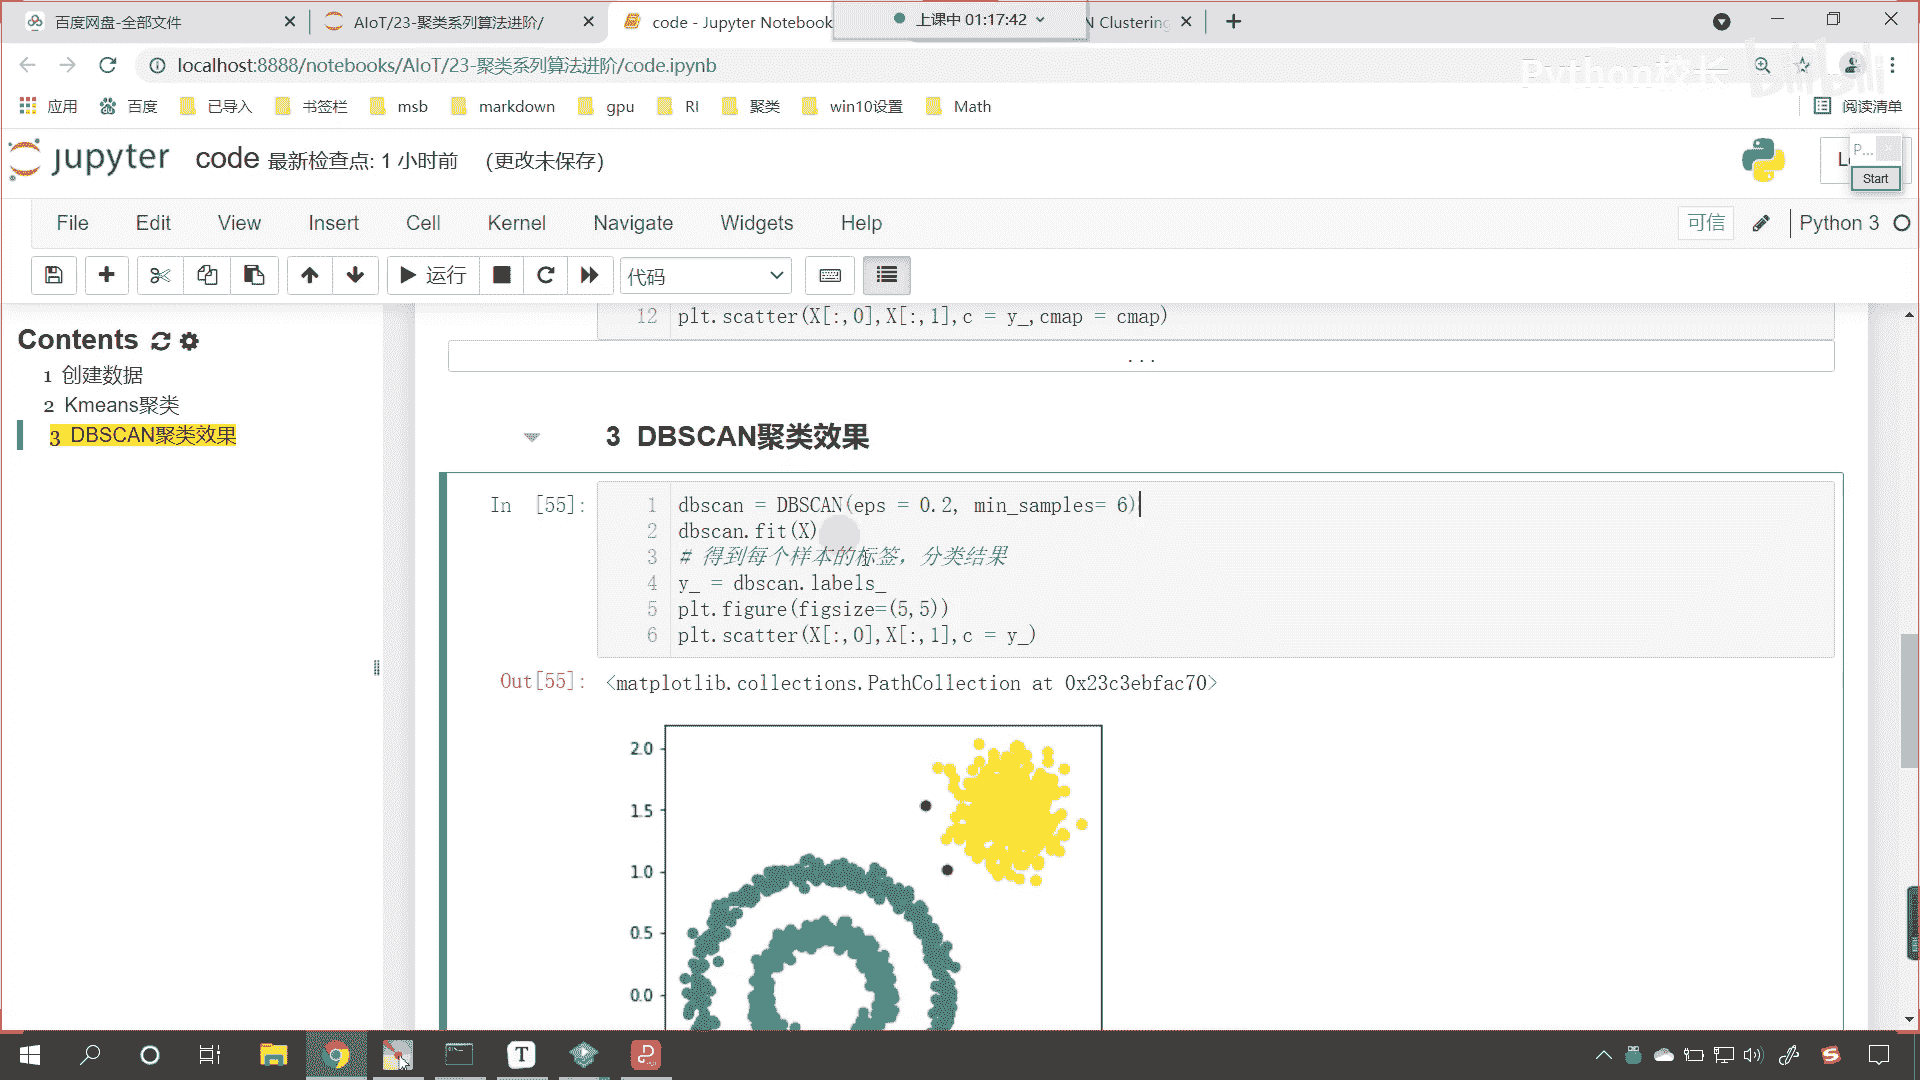 百度网盘-全部文件
AIoT/23-聚类系列算法进阶/
code - Jupyter Notebook
上课中 01:17:42
N Clustering
localhost:8888/notebooks/AIoT/23-聚类系列算法进阶/code.ipynb
Python校长
bilibili
应用
百度
已导入
书签栏
msb
markdown
gpu
RI
聚类
win10设置
Math
阅读清单
jupyter
code 最新检查点: 1 小时前 (更改未保存)
P...
Start
File Edit View Insert Cell Kernel Navigate Widgets Help
可信
Python 3
运行
代码
Contents
1 创建数据
2 Kmeans聚类
3 DBSCAN聚类效果
12 plt.scatter(X[:,0],X[:,1],c = y_,cmap = cmap)
...
3 DBSCAN聚类效果
In [55]:
1 dbscan = DBSCAN(eps = 0.2, min_samples= 6)
2 dbscan.fit(X)
3 # 得到每个样本的标签，分类结果
4 y_ = dbscan.labels_
5 plt.figure(figsize=(5,5))
6 plt.scatter(X[:,0],X[:,1],c = y_)
Out[55]: <matplotlib.collections.PathCollection at 0x23c3ebfac70>
2.0
1.5
1.0
0.5
0.0